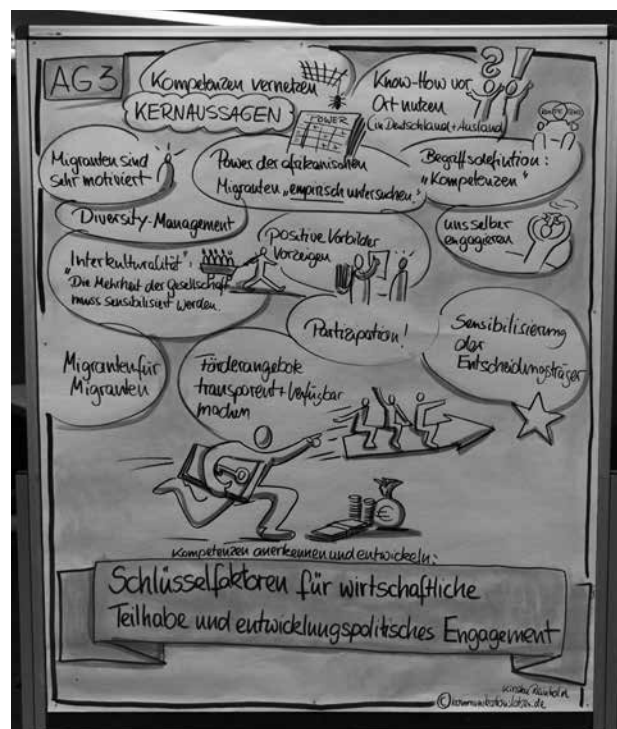 AG3
Kompetenzen vernetzen
KERNAUSSAGEN
Know-How vor
Ort nutzen
(in Deutschland + Ausland)
POWER
Migranten sind
sehr motiviert
Power der afrikanischen
Migranten „empirisch untersuchen."
Begriffsdefinition:
"Kompetenzen"
Diversity-Management
uns selber
engagieren
positive Vorbilder
Vorzeigen
"Interkulturalität":
"Die Mehrheit der Gesellschaft
muss sensibilisiert werden.
Partizipation!
Sensibilisierung
der
Entscheidungsträger
Migranten für
Migranten
Förderangebote
transparent + Verfügbar
machen
€
Kompetenzen anerkennen und entwickeln:
Schlüsselfaktoren für wirtschaftliche
Teilhabe und entwicklungspolitisches Engagement
©kommunikationslotsen.de